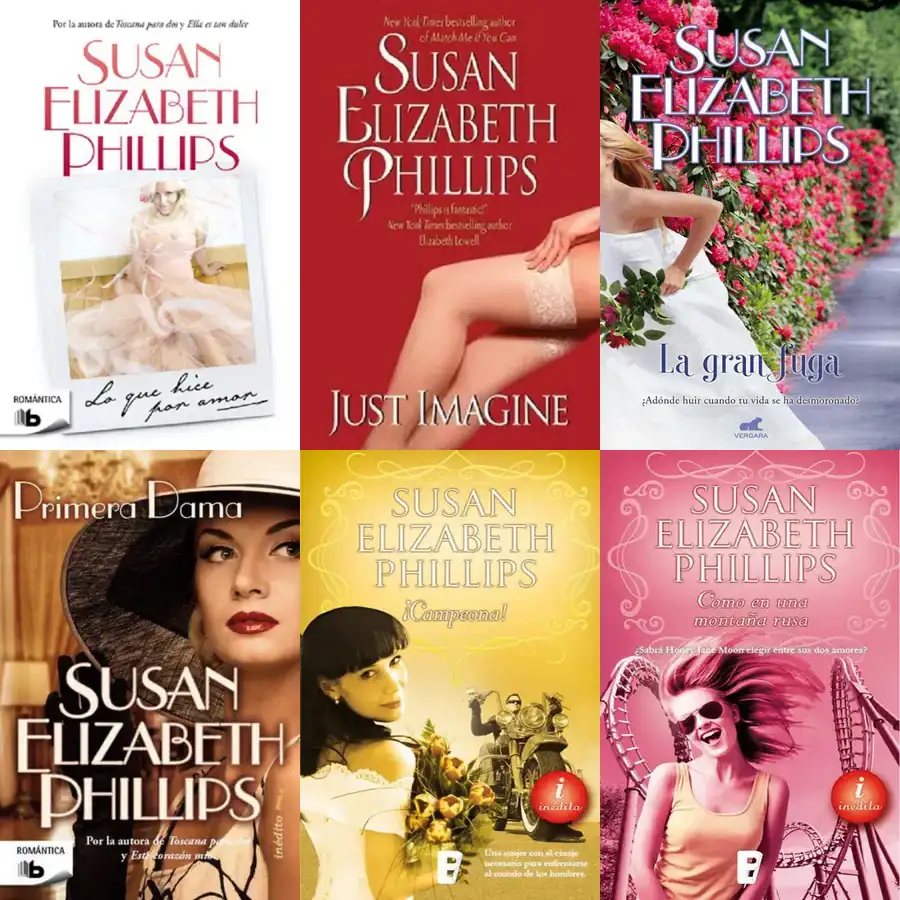 Por la autora de Toscana para dos y Ella es tan dulce
SUSAN
ELIZABETH
PHILLIPS
Lo que hice
por amor
ROMÁNTICA
b
New York Times bestselling author
of Match Me If You Can
SUSAN
ELIZABETH
PHILLIPS
"Phillips is fantastic!"
New York Times bestselling author
Elizabeth Lowell
JUST IMAGINE
SUSAN
ELIZABETH
PHILLIPS
La gran fuga
¿Adónde huir cuando tu vida se ha desmoronado?
VERGARA
Primera Dama
SUSAN
ELIZABETH
PHILLIPS
inédito
Por la autora de Toscana para dos
y Este corazón mío
ROMÁNTICA
b
SUSAN
ELIZABETH
PHILLIPS
¡Campeona!
i
inédito
Una mujer con el coraje
necesario para enfrentarse
al mundo de los hombres.
B
SUSAN
ELIZABETH
PHILLIPS
Como en una
montaña rusa
¿Sabrá Honey Jane Moon elegir entre sus dos amores?
i
inédito
B